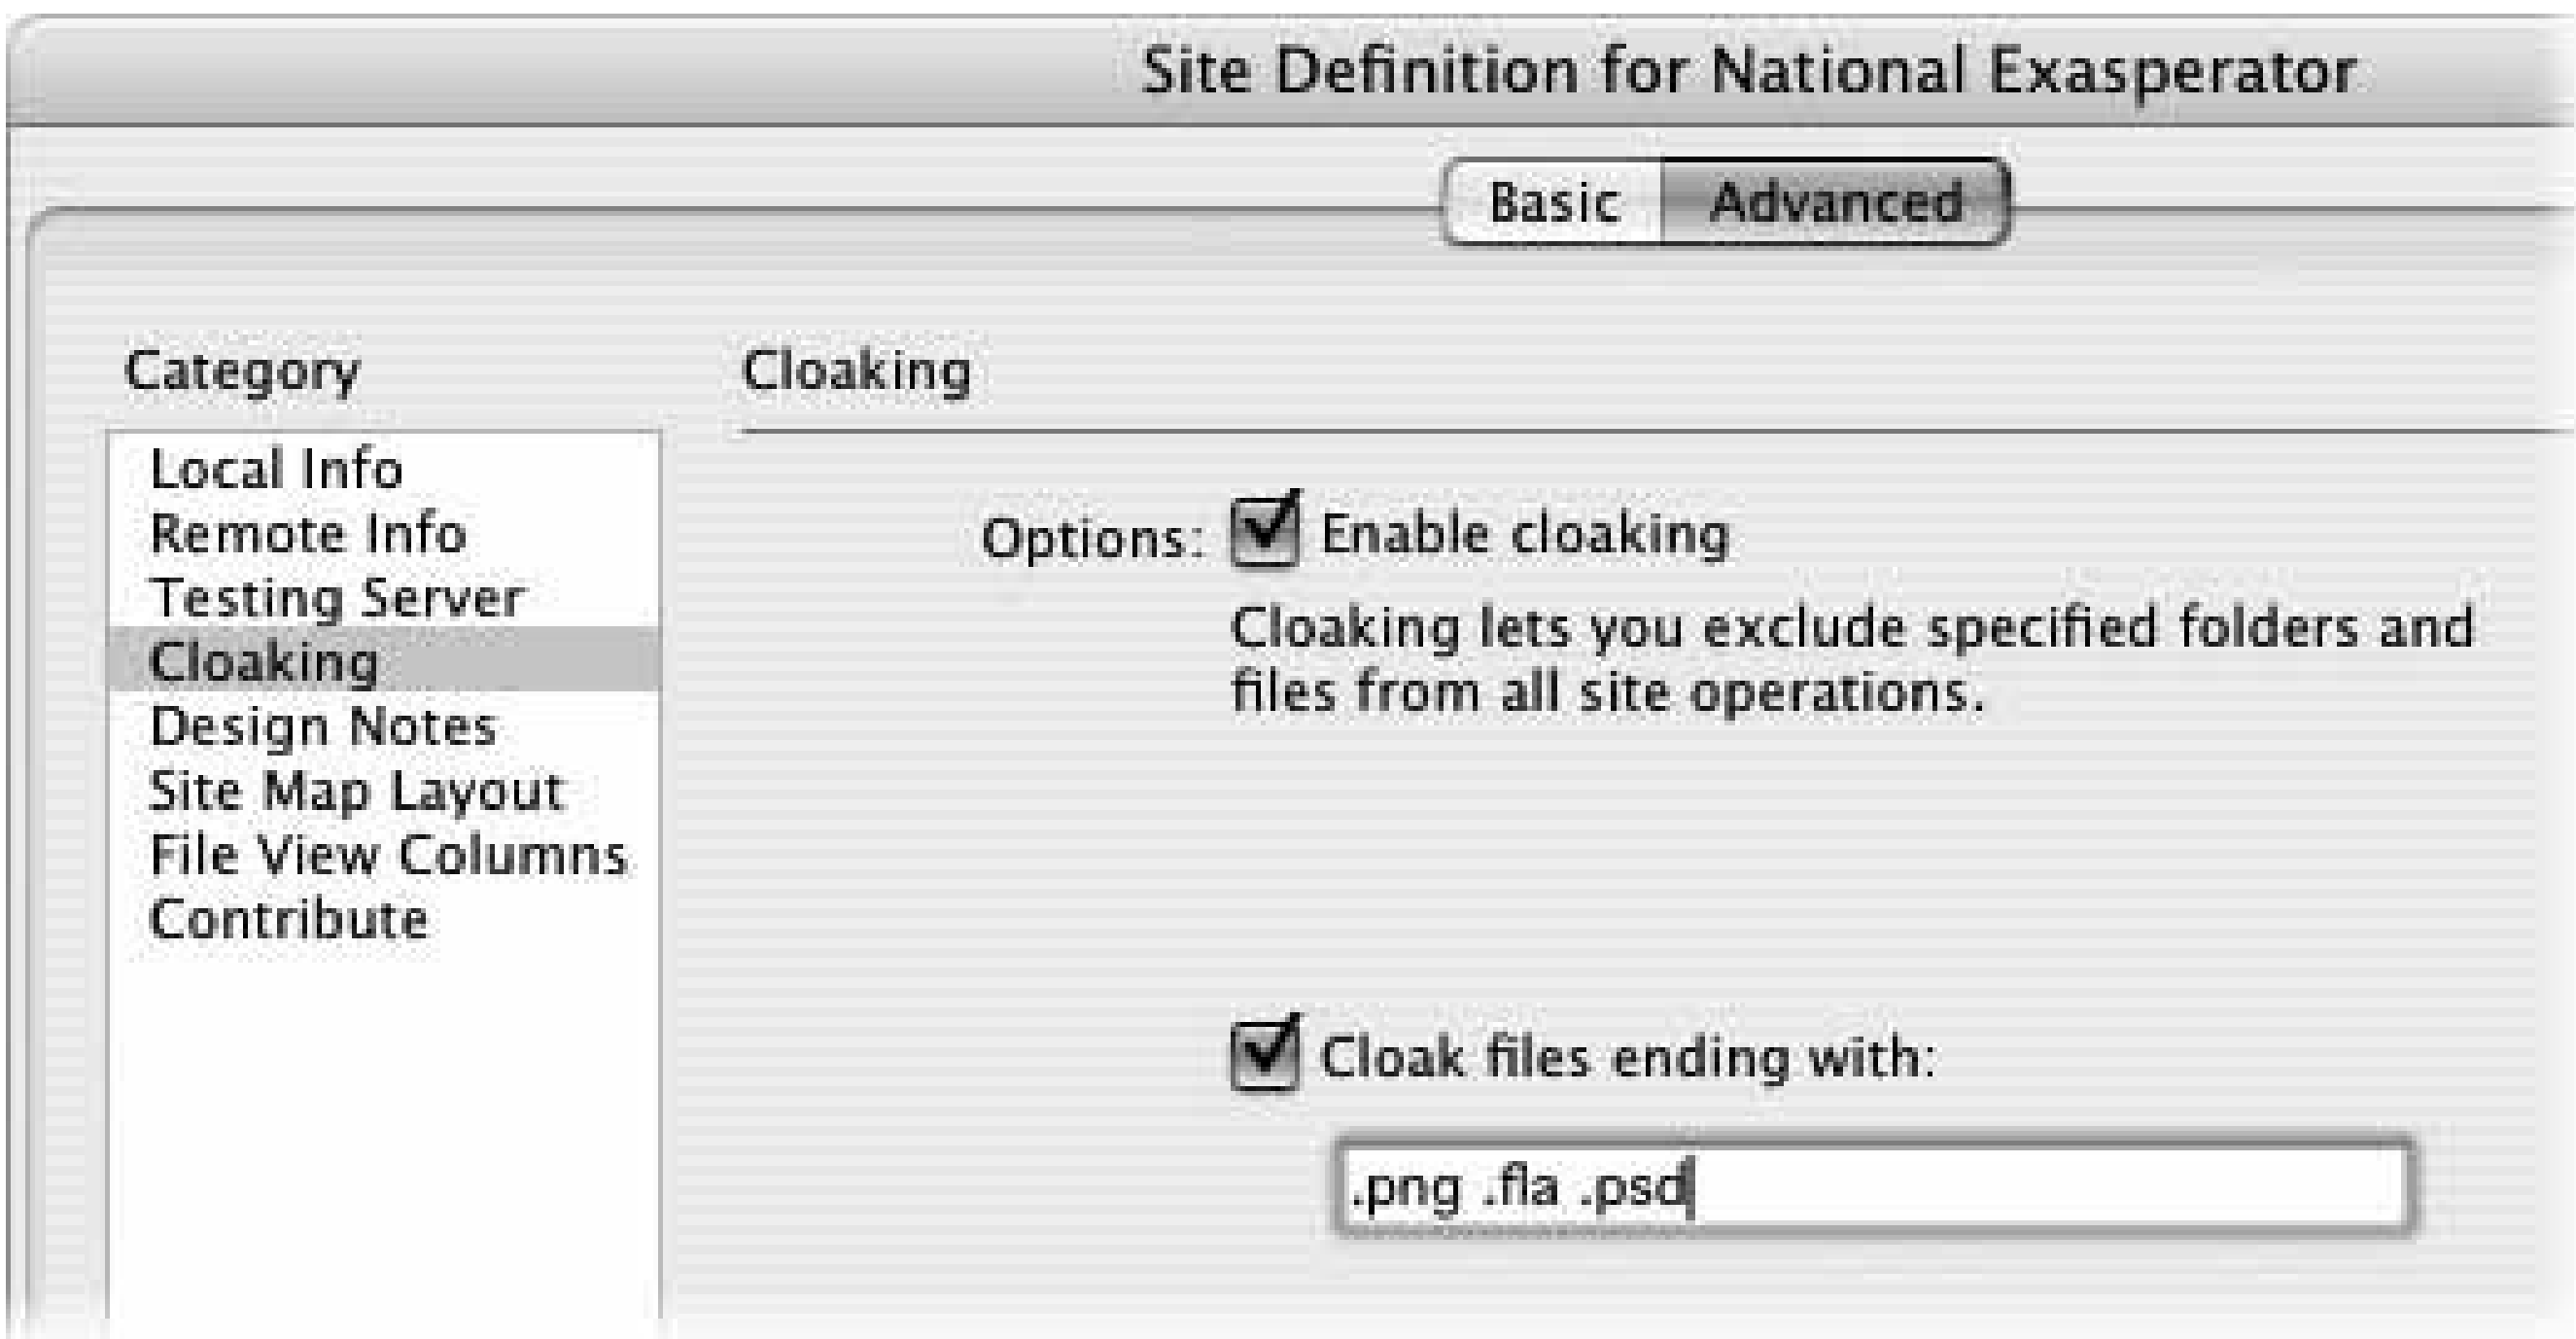 Site Definition for National Exasperator
Basic Advanced
Category
Local Info
Remote Info
Testing Server
Cloaking
Design Notes
Site Map Layout
File View Columns
Contribute
Cloaking
Options: Enable cloaking
Cloaking lets you exclude specified folders and
files from all site operations.
Cloak files ending with:
.png .fla .psd